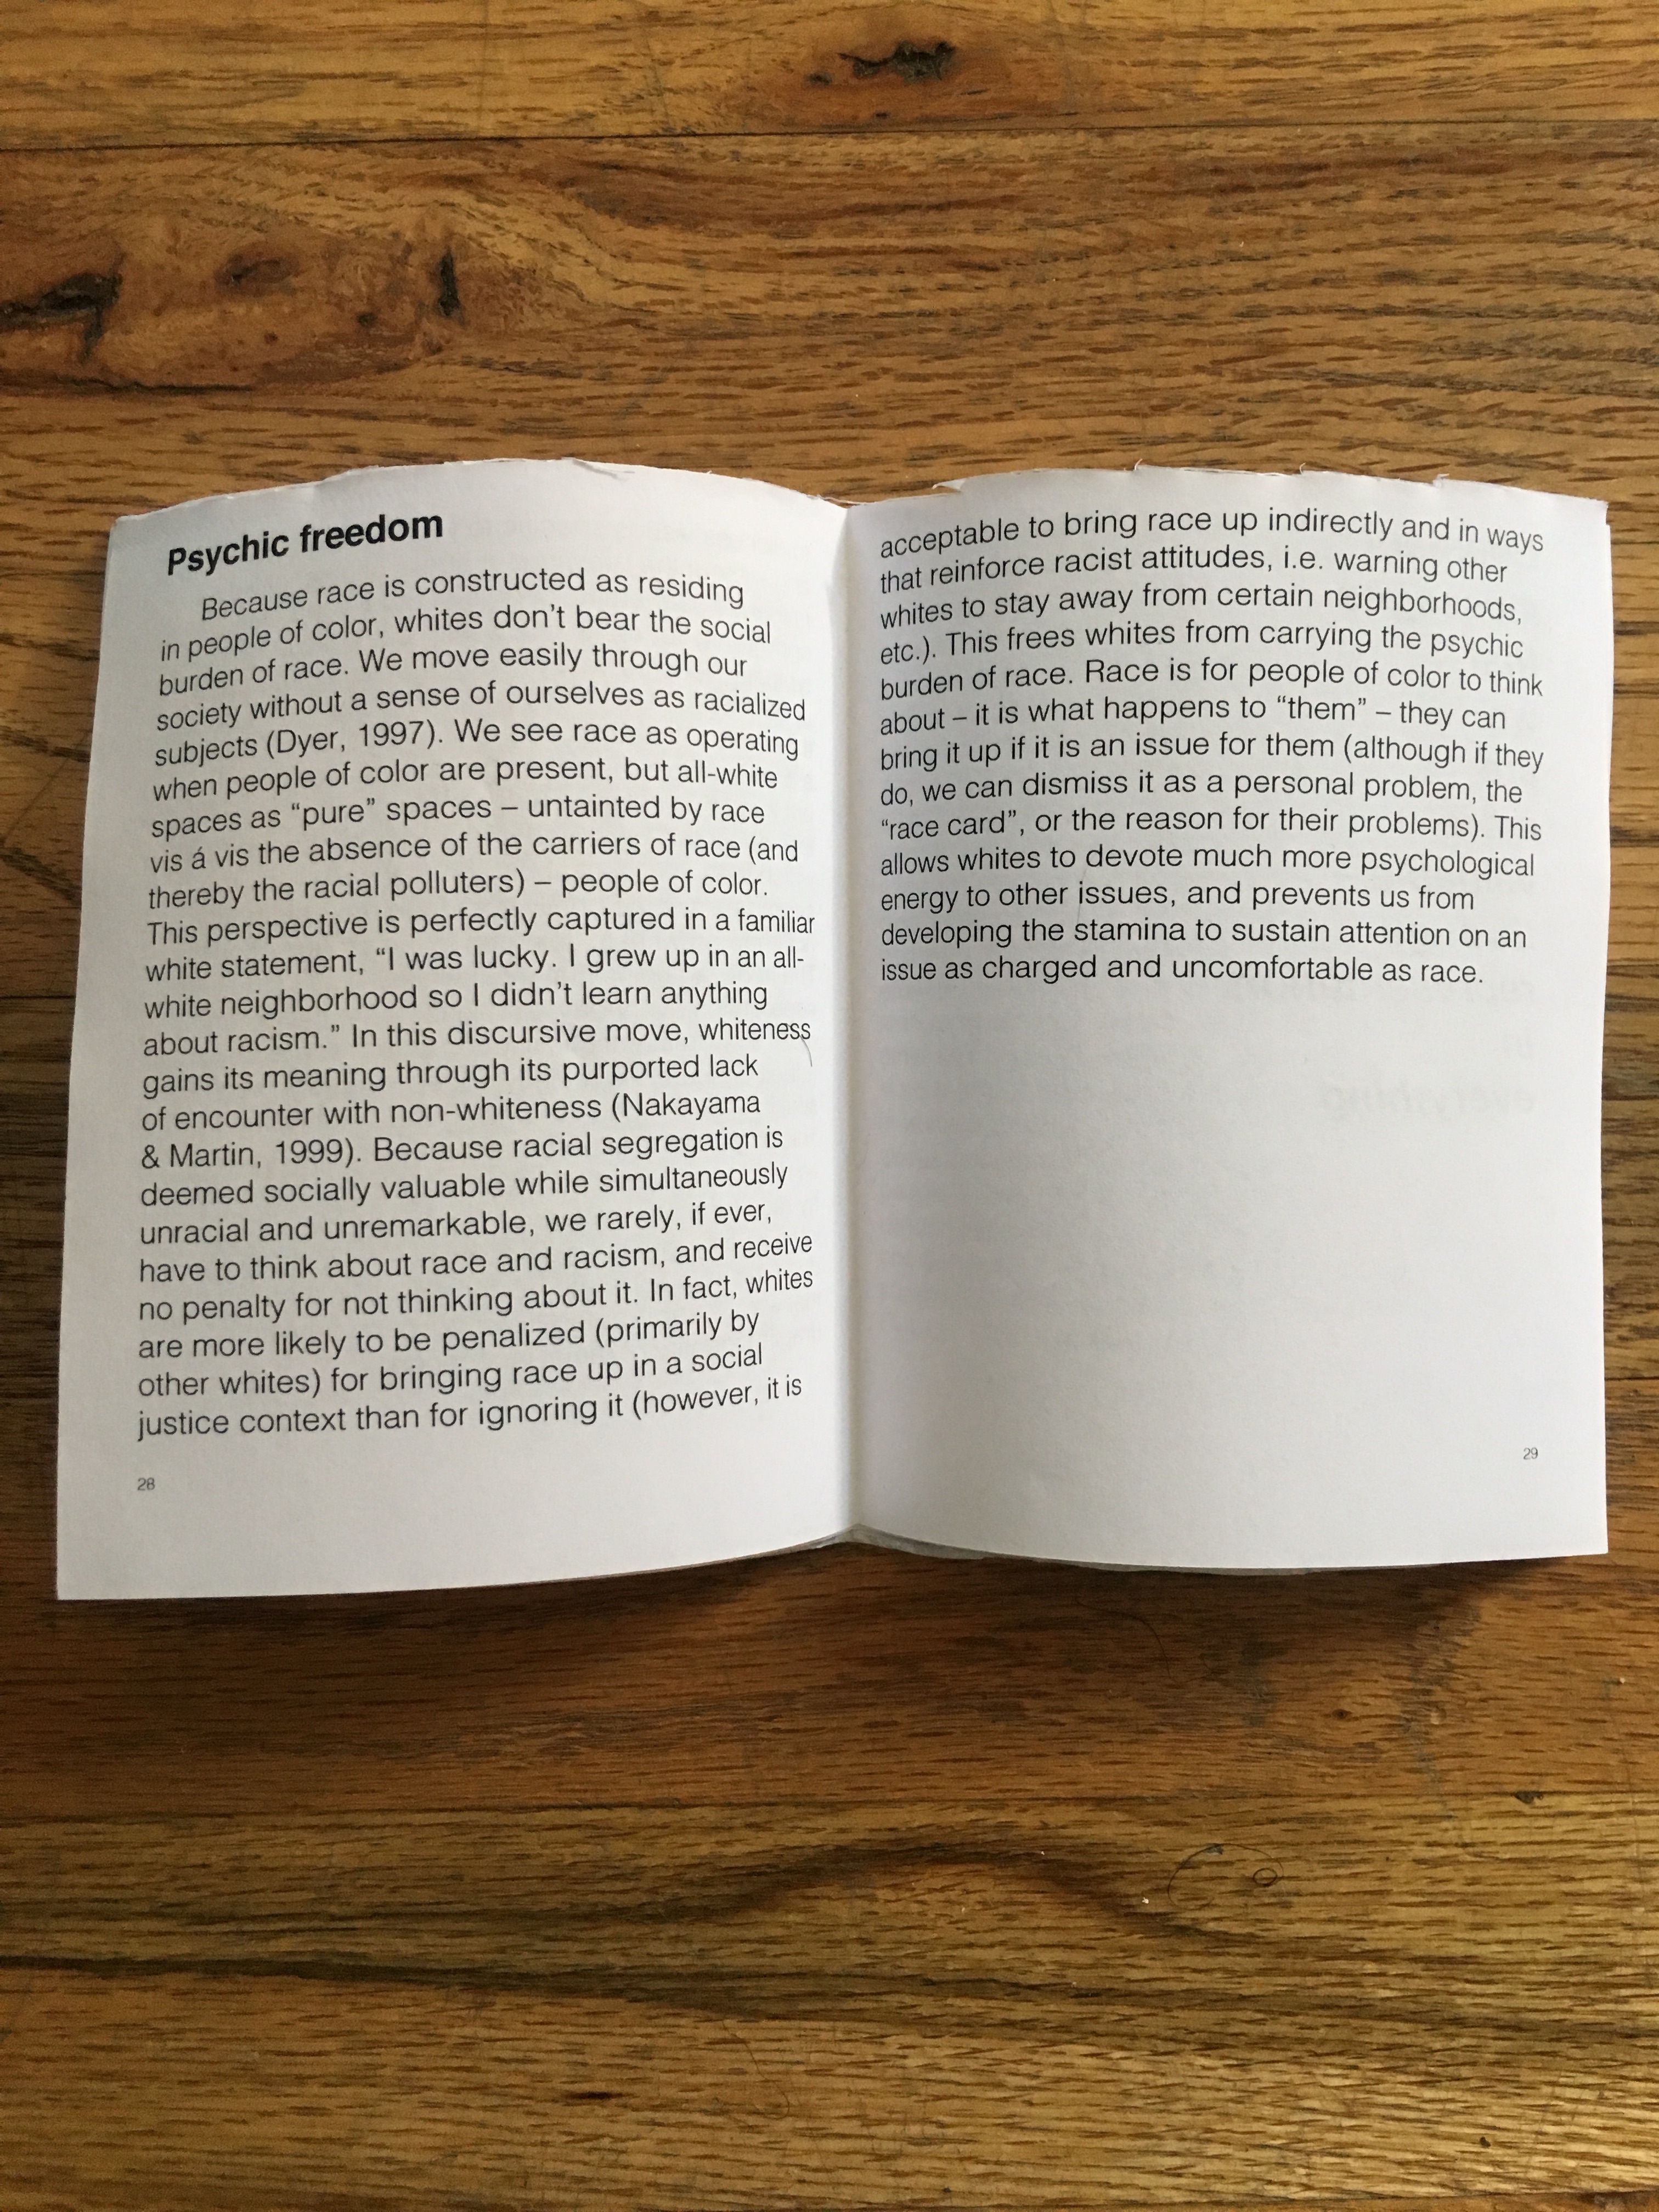 Psychic freedom
Because race is constructed as residing
in people of color, whites don't bear the social
burden of race. We move easily through our
society without a sense of ourselves as racialized
subjects (Dyer, 1997). We see race as operating
when people of color are present, but all-white
spaces as “pure” spaces – untainted by race
vis á vis the absence of the carriers of race (and
thereby the racial polluters) – people of color.
This perspective is perfectly captured in a familiar
white statement, “I was lucky. I grew up in an all-
white neighborhood so I didn't learn anything
about racism.” In this discursive move, whiteness
gains its meaning through its purported lack
of encounter with non-whiteness (Nakayama
& Martin, 1999). Because racial segregation is
deemed socially valuable while simultaneously
unracial and unremarkable, we rarely, if ever,
have to think about race and racism, and receive
no penalty for not thinking about it. In fact, whites
are more likely to be penalized (primarily by
other whites) for bringing race up in a social
justice context than for ignoring it (however, it is
28
acceptable to bring race up indirectly and in ways
that reinforce racist attitudes, i.e. warning other
whites to stay away from certain neighborhoods,
etc.). This frees whites from carrying the psychic
burden of race. Race is for people of color to think
about – it is what happens to “them” – they can
bring it up if it is an issue for them (although if they
do, we can dismiss it as a personal problem, the
“race card”, or the reason for their problems). This
allows whites to devote much more psychological
energy to other issues, and prevents us from
developing the stamina to sustain attention on an
issue as charged and uncomfortable as race.
29